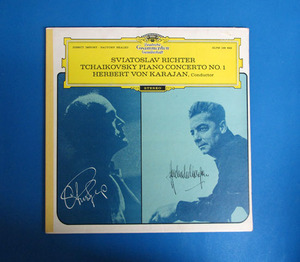 Deutsche
Grammophon
Gesellschaft
SVIATOSLAV RICHTER
TCHAIKOVSKY PIANO CONCERTO NO. 1
HERBERT VON KARAJAN, Conductor
STEREO